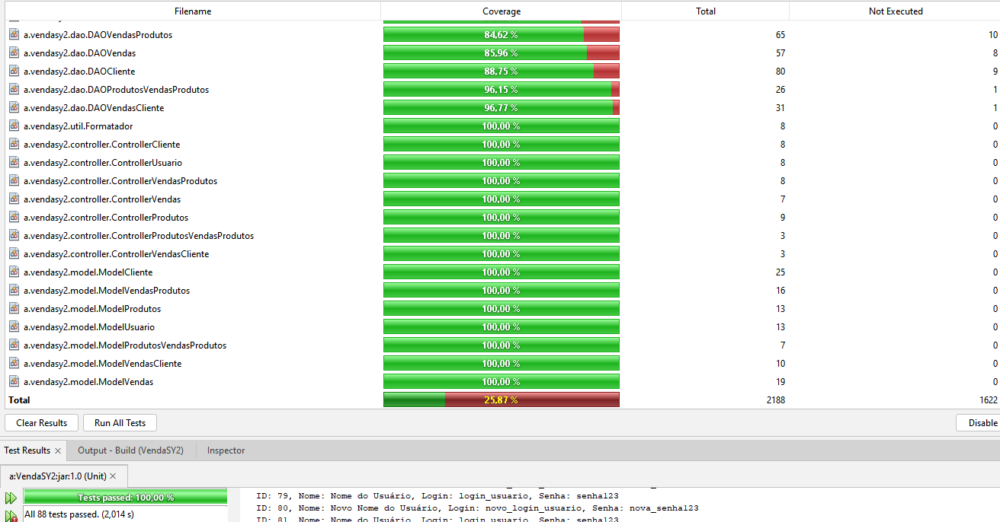 Filename Coverage Total Not Executed
a.vendasy2.dao.DAOVendasProdutos 84,62 % 65 10
a.vendasy2.dao.DAOVendas 85,96 % 57 8
a.vendasy2.dao.DAOCliente 88,75 % 80 9
a.vendasy2.dao.DAOProdutosVendasProdutos 96,15 % 26 1
a.vendasy2.dao.DAOVendasCliente 96,77 % 31 1
a.vendasy2.util.Formatador 100,00 % 8 0
a.vendasy2.controller.ControllerCliente 100,00 % 8 0
a.vendasy2.controller.ControllerUsuario 100,00 % 8 0
a.vendasy2.controller.ControllerVendasProdutos 100,00 % 8 0
a.vendasy2.controller.ControllerVendas 100,00 % 7 0
a.vendasy2.controller.ControllerProdutos 100,00 % 9 0
a.vendasy2.controller.ControllerProdutosVendasProdutos 100,00 % 3 0
a.vendasy2.controller.ControllerVendasCliente 100,00 % 3 0
a.vendasy2.model.ModelCliente 100,00 % 25 0
a.vendasy2.model.ModelVendasProdutos 100,00 % 16 0
a.vendasy2.model.ModelProdutos 100,00 % 13 0
a.vendasy2.model.ModelUsuario 100,00 % 13 0
a.vendasy2.model.ModelProdutosVendasProdutos 100,00 % 7 0
a.vendasy2.model.ModelVendasCliente 100,00 % 10 0
a.vendasy2.model.ModelVendas 100,00 % 19 0
Total 25,87 % 2188 1622
Clear Results Run All Tests Disable
Test Results Output - Build (VendaSY2) Inspector
a:VendaSY2:jar:1.0 (Unit)
Tests passed: 100,00 %
All 88 tests passed. (2,014 s)
ID: 79, Nome: Nome do Usuário, Login: login_usuario, Senha: senha123
ID: 80, Nome: Novo Nome do Usuário, Login: novo_login_usuario, Senha: nova_senha123
ID: 81, Nome: Nome do Usuário, Login: login_usuario, Senha: senha123